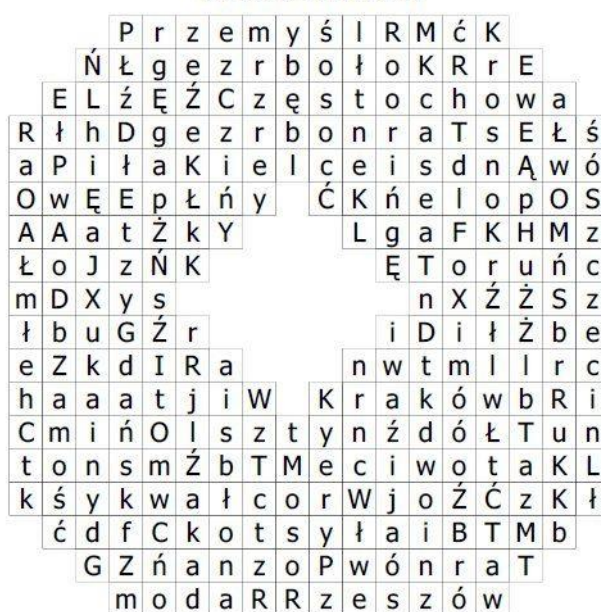 P r z e m y ś l R M ć K
Ń Ł g e z r b o ł o K R r E
E L ź Ę Ź C z ę s t o c h o w a
R ł h D g e z r b o n r a T s E Ł ś
a P i ł a K i e l c e i s d n Ą w ó
O w Ę E p Ł ń y Ć K ń e l o p O S
A A a t Ż k Y L g a F K H M z
Ł o J z Ń K Ę T o r u ń c
m D X y s n X Ź Ż S z
ł b u G Ź r i D i ł Ż b e
e Z k d I R a n w t m l l r c
h a a a t j i W K r a k ó w b R i
C m i ń O l s z t y n ź d ó Ł T u n
t o n s m Ź b T M e c i w o t a K L
k ś y k w a ł c o r W j o Ź Ć z K ł
ć d f C k o t s y ł a i B T M b
G Z ń a n z o P w ó n r a T
m o d a R R z e s z ó w